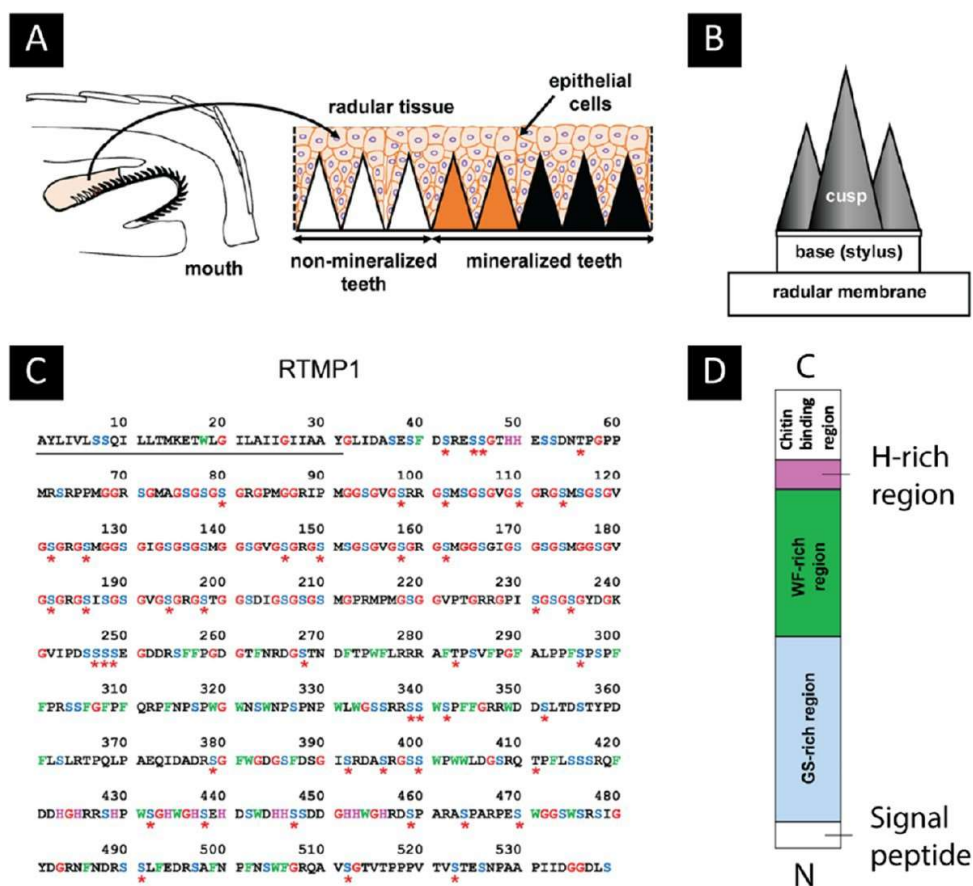 A
radular tissue
epithelial
cells
mouth
non-mineralized
teeth
mineralized teeth
B
cusp
base (stylus)
radular membrane
C
RTMP1
10 20 30 40 50 60
AYLIVLSSQI LLTMKETWLG ILAIIGIIAA YGLIDASESF DSRESSGTHH ESSDNTPGPP
70 80 90 100 110 120
MRSRPPMGGR SGMAGSGSGS GRGPMGGRIP MGGSGVGSRR GSMSGSGVGS GRGSMSGSGV
130 140 150 160 170 180
GSGRGSMGGS GIGSGSGSMG GSGVGSGRGS MSGSGVGSGR GSMGGSGIGS GSGSMGGSGV
190 200 210 220 230 240
GSGRGSISGS GVGSGRGSTG GSDIGSGSGS MGPRMPMGSG GVPTGRRGPI SGSGSGYDGK
250 260 270 280 290 300
GVIPDSSSSE GDDRSFFPGD GTFNRDGSTN DFTPWFLRRR AFTPSVFPGF ALPPFSPSPF
310 320 330 340 350 360
FPRSSFGFPF QRPFNPSPWG WNSWNPSPNP WLWGSSRRSS WSPFFGRRWD DSLTDSTYPD
370 380 390 400 410 420
FLSLRTPQLP AEQIDADRSG FWGDGSFDSG ISRDASRGSS WPWWLDGSRQ TPFLSSSRQF
430 440 450 460 470 480
DDHGHRRSHP WSGHWGHSEH DSWDHHSSDD GHHWGHRDSP ARASPARPES WGGSWSRSIG
490 500 510 520 530
YDGRNFNDRS SLFEDRSAFN PFNSWFGRQA VSGTVTPPPV TVSTESNPAA PIIDGGDLS
D
C
Chitin
binding
region
H-rich
region
WF-rich
region
GS-rich region
Signal
peptide
N